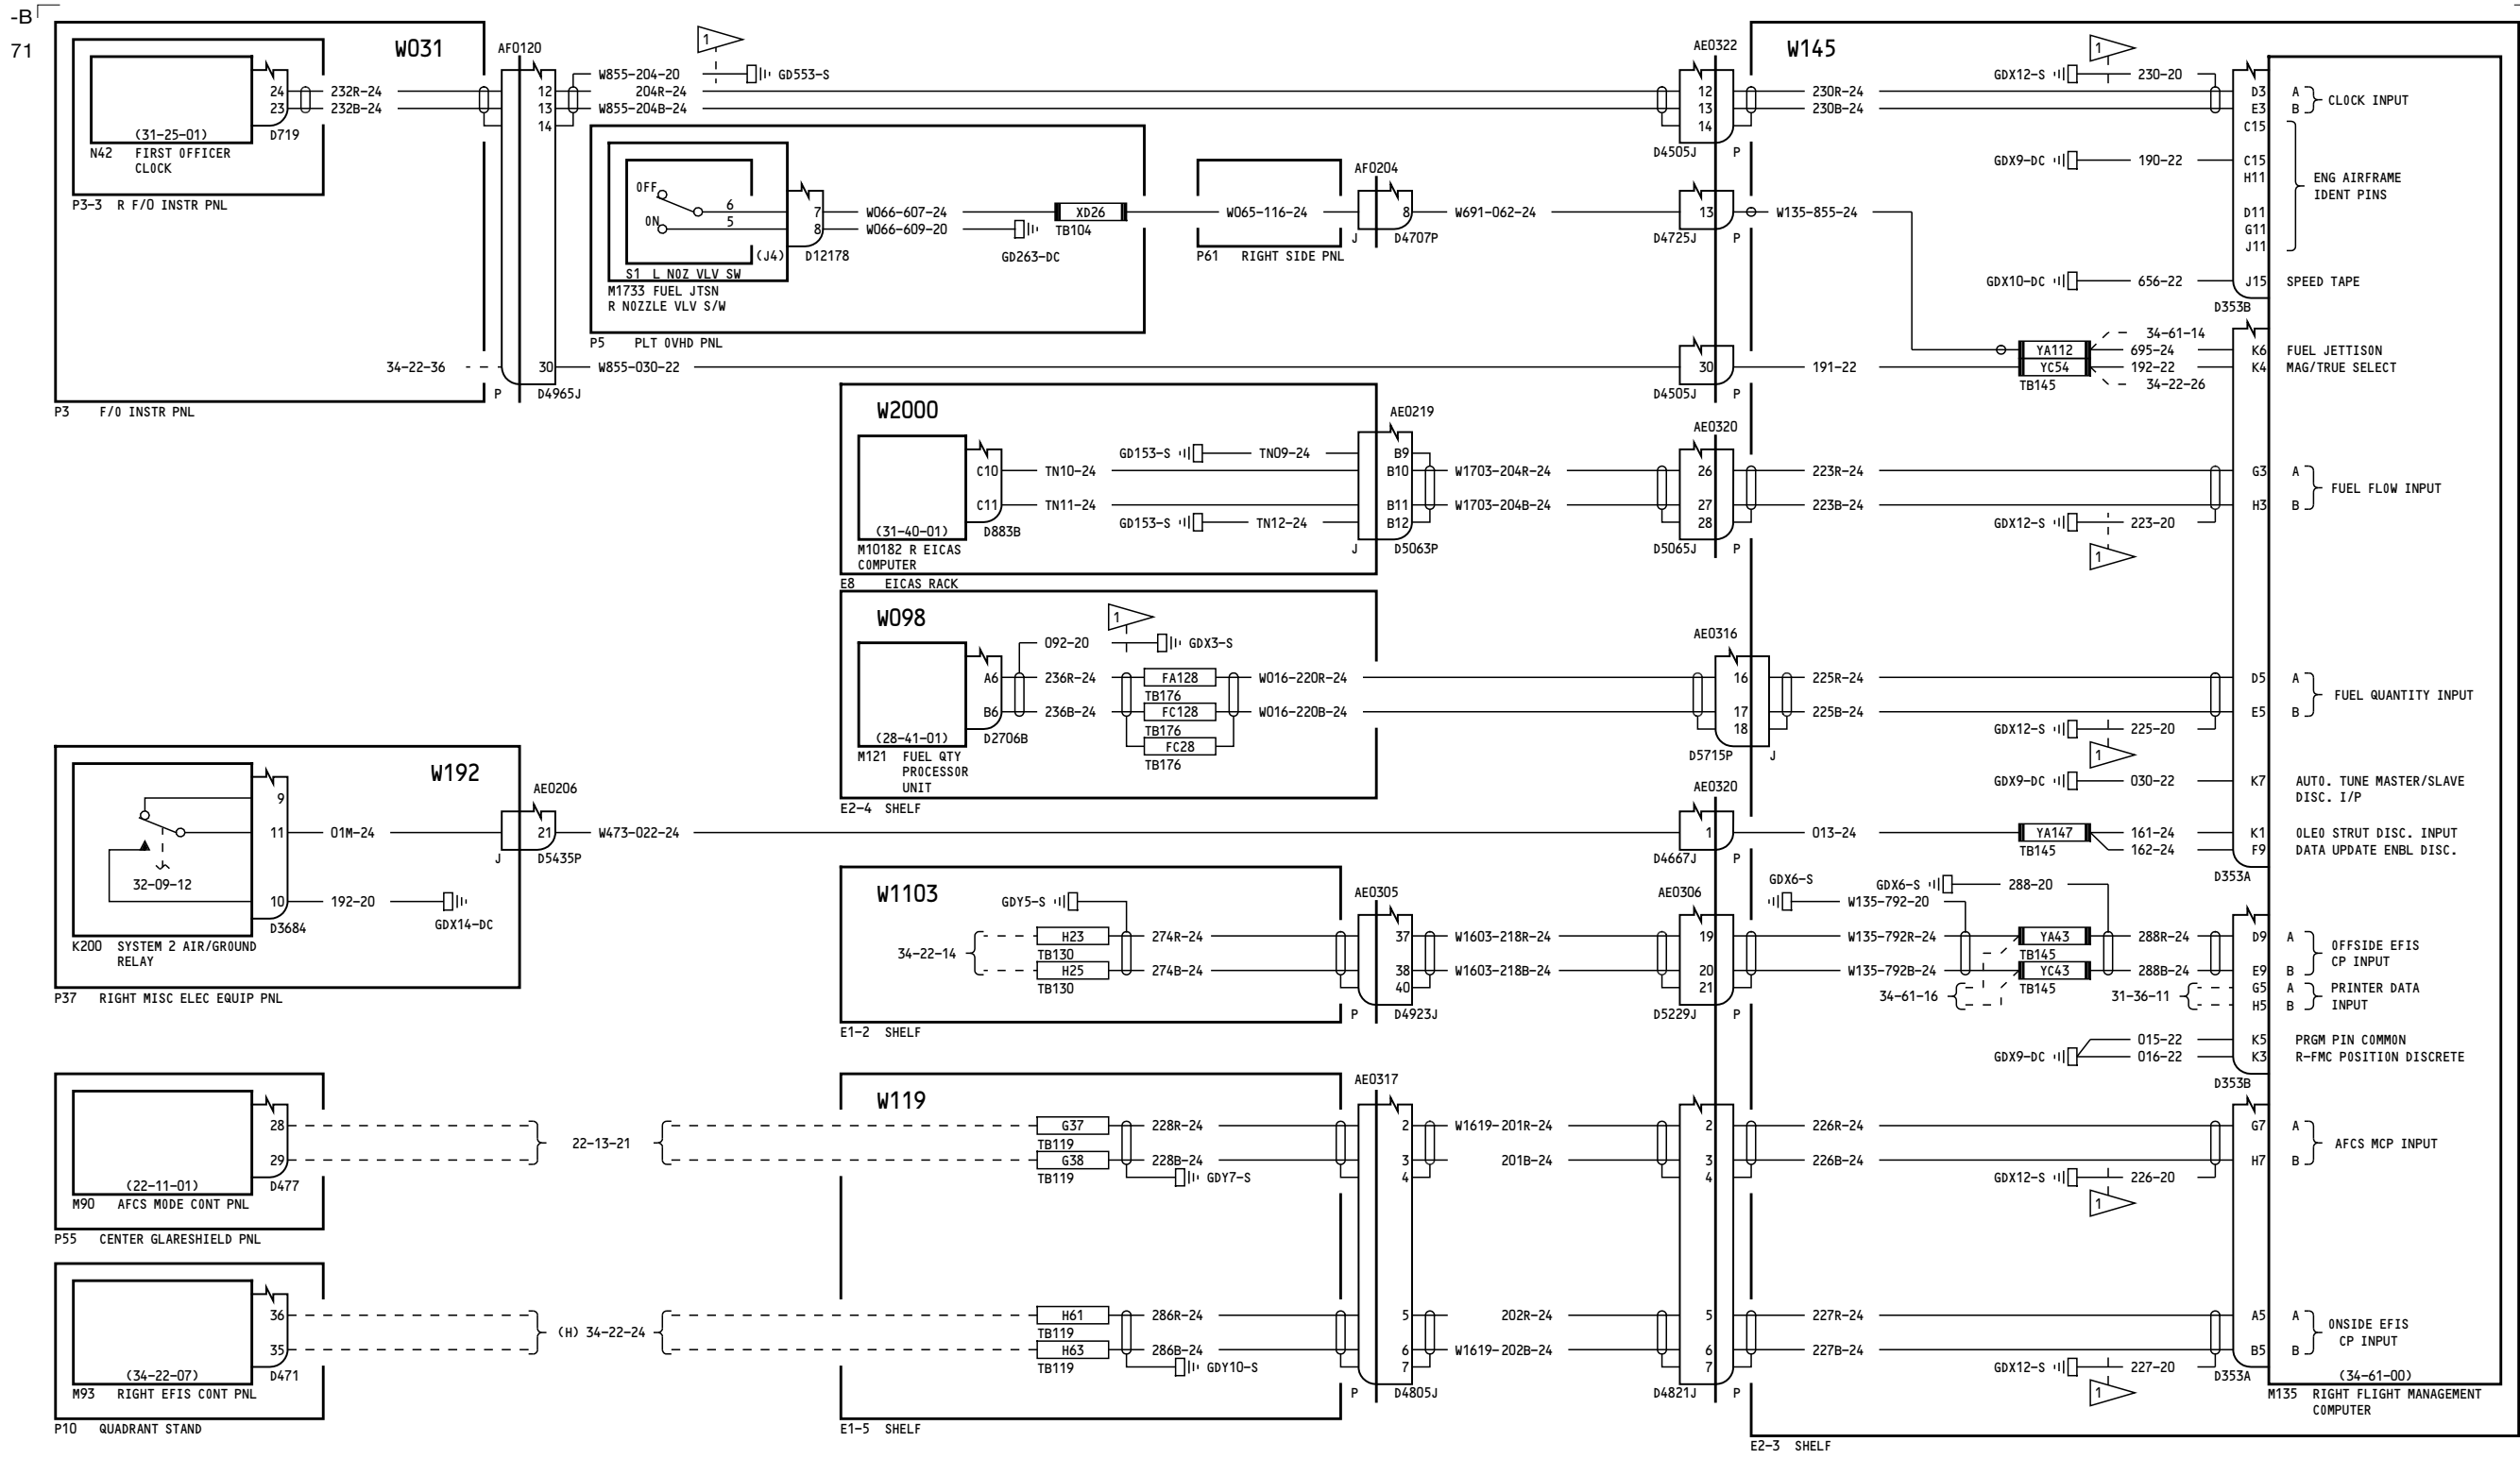 -B
71
W031
AF0120
1
W855-204-20
GD553-S
24
232R-24
12
204R-24
23
232B-24
13
W855-204B-24
14
(31-25-01)
D719
N42 FIRST OFFICER
CLOCK
P3-3 R F/O INSTR PNL
34-22-36
30
W855-030-22
P
D4965J
P3 F/O INSTR PNL
OFF
ON
6
5
7
W066-607-24
XD26
TB104
8
W066-609-20
GD263-DC
(J4)
D12178
S1 L NOZ VLV SW
M1733 FUEL JTSN
R NOZZLE VLV S/W
P5 PLT OVHD PNL
W065-116-24
P61 RIGHT SIDE PNL
AF0204
8
J
D4707P
W691-062-24
AE0322
12
13
14
D4505J
P
13
D4725J
P
30
D4505J
P
W145
1
GDX12-S
230-20
230R-24
D3
A
230B-24
E3
B
CLOCK INPUT
C15
GDX9-DC
190-22
C15
H11
D11
G11
J11
ENG AIRFRAME
IDENT PINS
W135-855-24
GDX10-DC
656-22
J15
SPEED TAPE
D353B
34-61-14
YA112
695-24
K6
FUEL JETTISON
191-22
YC54
192-22
K4
MAG/TRUE SELECT
TB145
34-22-26
W2000
AE0219
GD153-S
TN09-24
B9
C10
TN10-24
B10
W1703-204R-24
C11
TN11-24
B11
W1703-204B-24
GD153-S
TN12-24
B12
(31-40-01)
D883B
J
D5063P
M10182 R EICAS
COMPUTER
E8 EICAS RACK
AE0320
26
223R-24
G3
A
27
223B-24
H3
B
FUEL FLOW INPUT
28
GDX12-S
223-20
1
D5065J
P
W098
1
092-20
GDX3-S
A6
236R-24
FA128
W016-220R-24
TB176
B6
236B-24
FC128
W016-220B-24
TB176
FC28
TB176
(28-41-01)
D2706B
M121 FUEL QTY
PROCESSOR
UNIT
E2-4 SHELF
AE0316
16
225R-24
D5
A
17
225B-24
E5
B
FUEL QUANTITY INPUT
18
GDX12-S
225-20
1
D5715P
J
GDX9-DC
030-22
K7
AUTO. TUNE MASTER/SLAVE
DISC. I/P
W192
9
11
01M-24
AE0206
21
W473-022-24
J
D5435P
32-09-12
10
192-20
GDX14-DC
D3684
K200 SYSTEM 2 AIR/GROUND
RELAY
P37 RIGHT MISC ELEC EQUIP PNL
AE0320
1
D4667J
P
013-24
YA147
TB145
161-24
K1
OLEO STRUT DISC. INPUT
162-24
F9
DATA UPDATE ENBL DISC.
D353A
W1103
GDY5-S
34-22-14
H23
274R-24
TB130
H25
274B-24
TB130
E1-2 SHELF
AE0305
37
38
40
P
D4923J
W1603-218R-24
W1603-218B-24
AE0306
19
20
21
D5229J
P
GDX6-S
W135-792-20
GDX6-S
288-20
W135-792R-24
YA43
TB145
288R-24
D9
A
W135-792B-24
YC43
TB145
288B-24
E9
B
OFFSIDE EFIS
CP INPUT
34-61-16
31-36-11
G5
A
H5
B
PRINTER DATA
INPUT
GDX9-DC
015-22
K5
PRGM PIN COMMON
016-22
K3
R-FMC POSITION DISCRETE
D353B
28
29
22-13-21
(22-11-01)
D477
M90 AFCS MODE CONT PNL
P55 CENTER GLARESHIELD PNL
W119
G37
228R-24
TB119
G38
228B-24
TB119
GDY7-S
AE0317
2
3
4
W1619-201R-24
201B-24
2
3
4
226R-24
G7
A
226B-24
H7
B
AFCS MCP INPUT
GDX12-S
226-20
1
36
35
(H) 34-22-24
(34-22-07)
D471
M93 RIGHT EFIS CONT PNL
P10 QUADRANT STAND
H61
286R-24
TB119
H63
286B-24
TB119
GDY10-S
E1-5 SHELF
5
6
7
P
D4805J
202R-24
W1619-202B-24
5
6
7
D4821J
P
227R-24
A5
A
227B-24
B5
B
ONSIDE EFIS
CP INPUT
GDX12-S
227-20
1
D353A
(34-61-00)
M135 RIGHT FLIGHT MANAGEMENT
COMPUTER
E2-3 SHELF